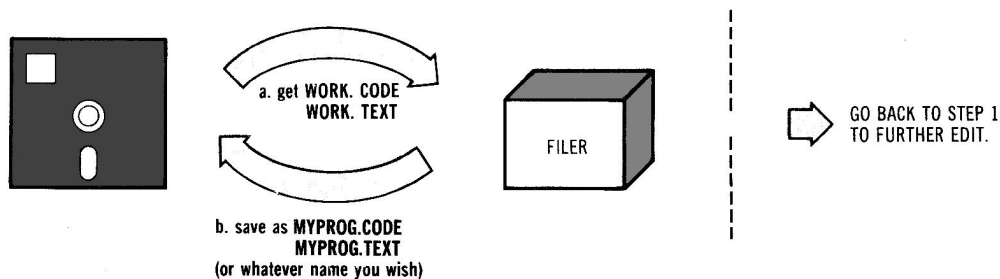 a. get WORK. CODE
WORK. TEXT
FILER
b. save as MYPROG.CODE
MYPROG.TEXT
(or whatever name you wish)
GO BACK TO STEP 1
TO FURTHER EDIT.